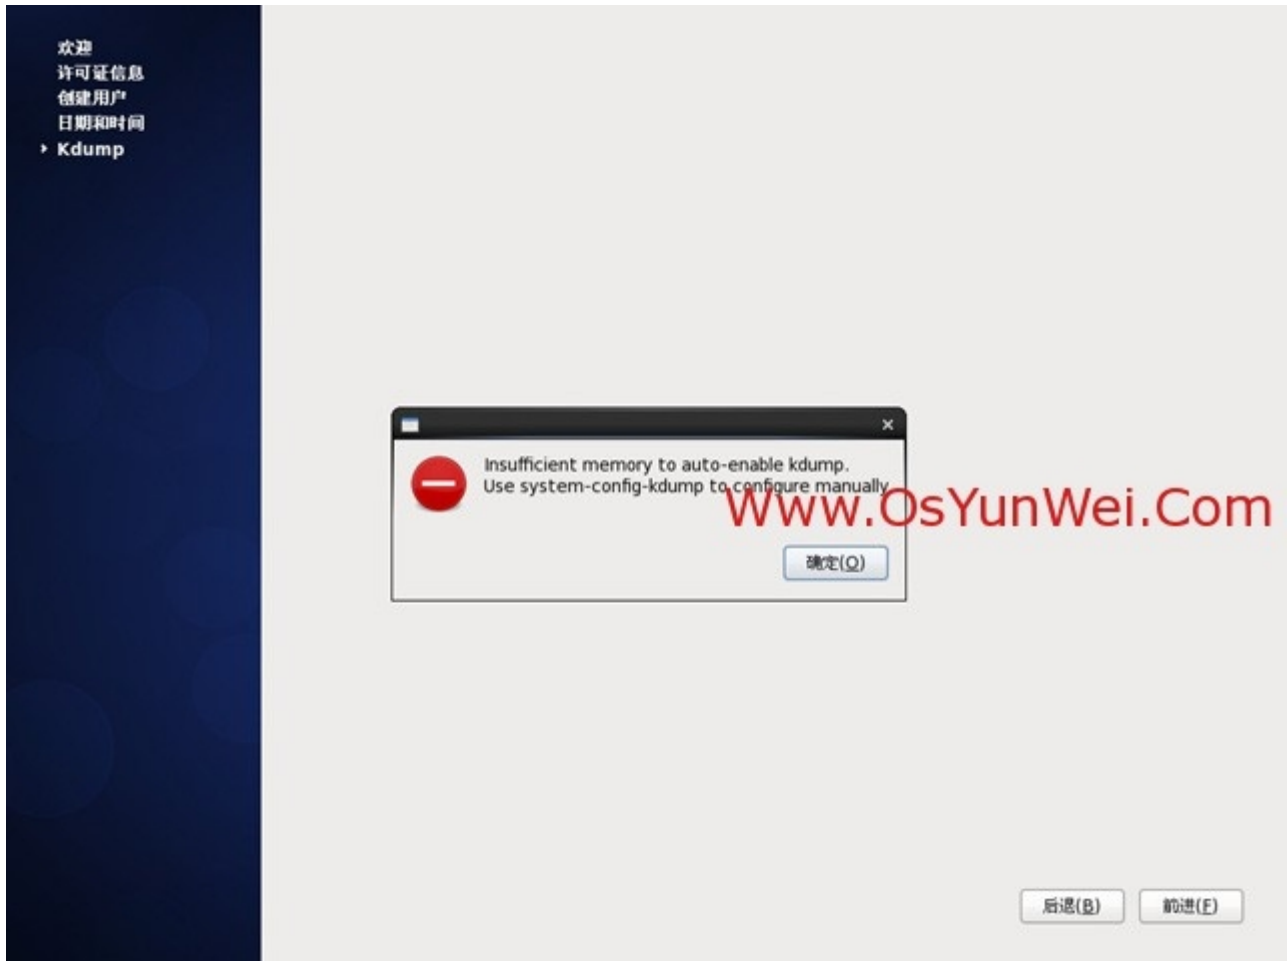 欢迎
许可证信息
创建用户
日期和时间
Kdump
Insufficient memory to auto-enable kdump.
Use system-config-kdump to configure manually
Www.OsYunWei.Com
确定(O)
后退(B)
前进(F)